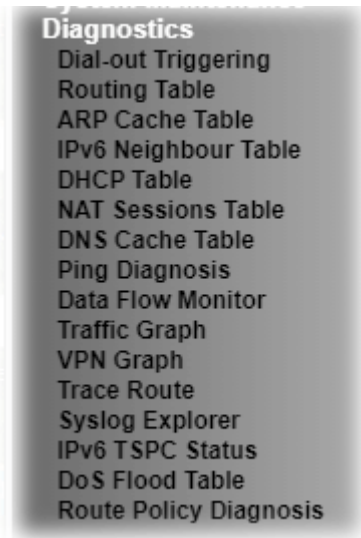 System Maintenance
Diagnostics
Dial-out Triggering
Routing Table
ARP Cache Table
IPv6 Neighbour Table
DHCP Table
NAT Sessions Table
DNS Cache Table
Ping Diagnosis
Data Flow Monitor
Traffic Graph
VPN Graph
Trace Route
Syslog Explorer
IPv6 TSPC Status
DoS Flood Table
Route Policy Diagnosis